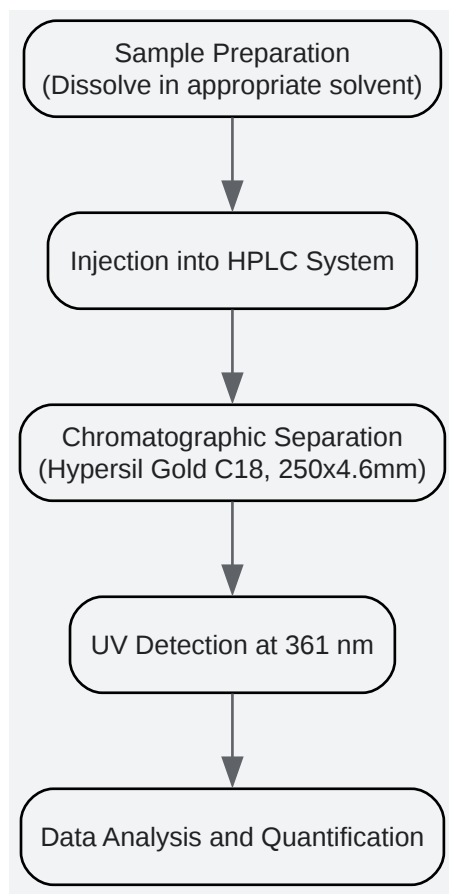 Sample Preparation
(Dissolve in appropriate solvent)
Injection into HPLC System
Chromatographic Separation
(Hypersil Gold C18, 250x4.6mm)
UV Detection at 361 nm
Data Analysis and Quantification